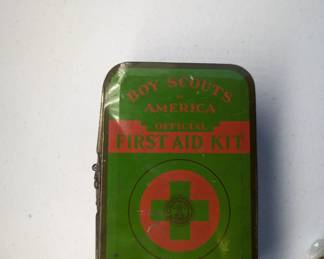 BOY SCOUTS
OF
AMERICA
OFFICIAL
FIRST AID KIT